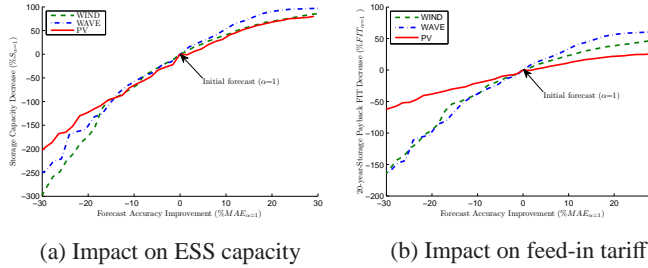 WIND
WAVE
PV
Storage Capacity Decrease (%S_{α=1})
100
50
0
−50
−100
−150
−200
−250
−300
Initial forecast (α=1)
−30 −20 −10 0 10 20 30
Forecast Accuracy Improvement (%MAE_{α=1})
(a) Impact on ESS capacity
WIND
WAVE
PV
20-year-Storage Payback FIT Decrease (%FIT_{α=1})
100
50
0
−50
−100
−150
−200
Initial forecast (α=1)
−30 −20 −10 0 10 20
Forecast Accuracy Improvement (%MAE_{α=1})
(b) Impact on feed-in tariff